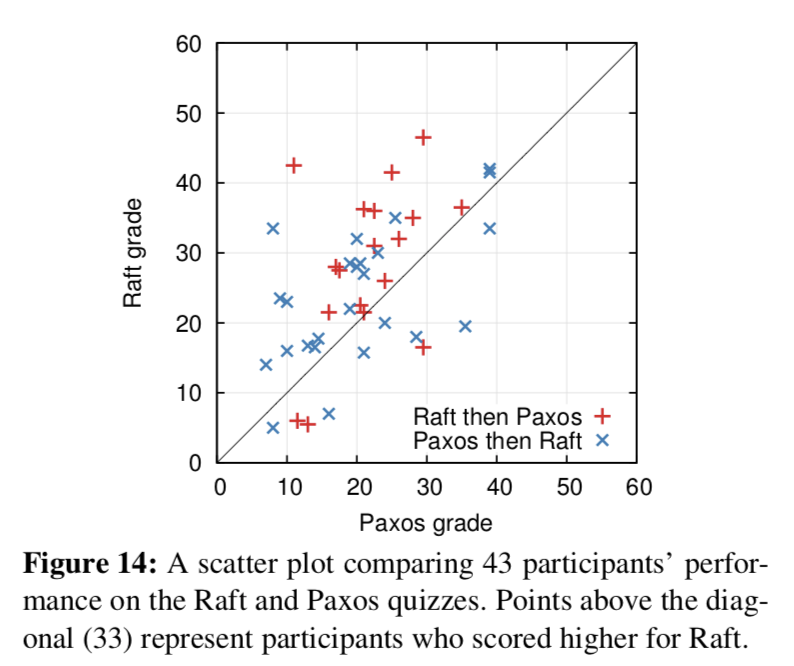 60
50
40
30
20
10
0
Raft grade
0 10 20 30 40 50 60
Paxos grade
Raft then Paxos
Paxos then Raft
Figure 14: A scatter plot comparing 43 participants’ perfor-
mance on the Raft and Paxos quizzes. Points above the diag-
onal (33) represent participants who scored higher for Raft.